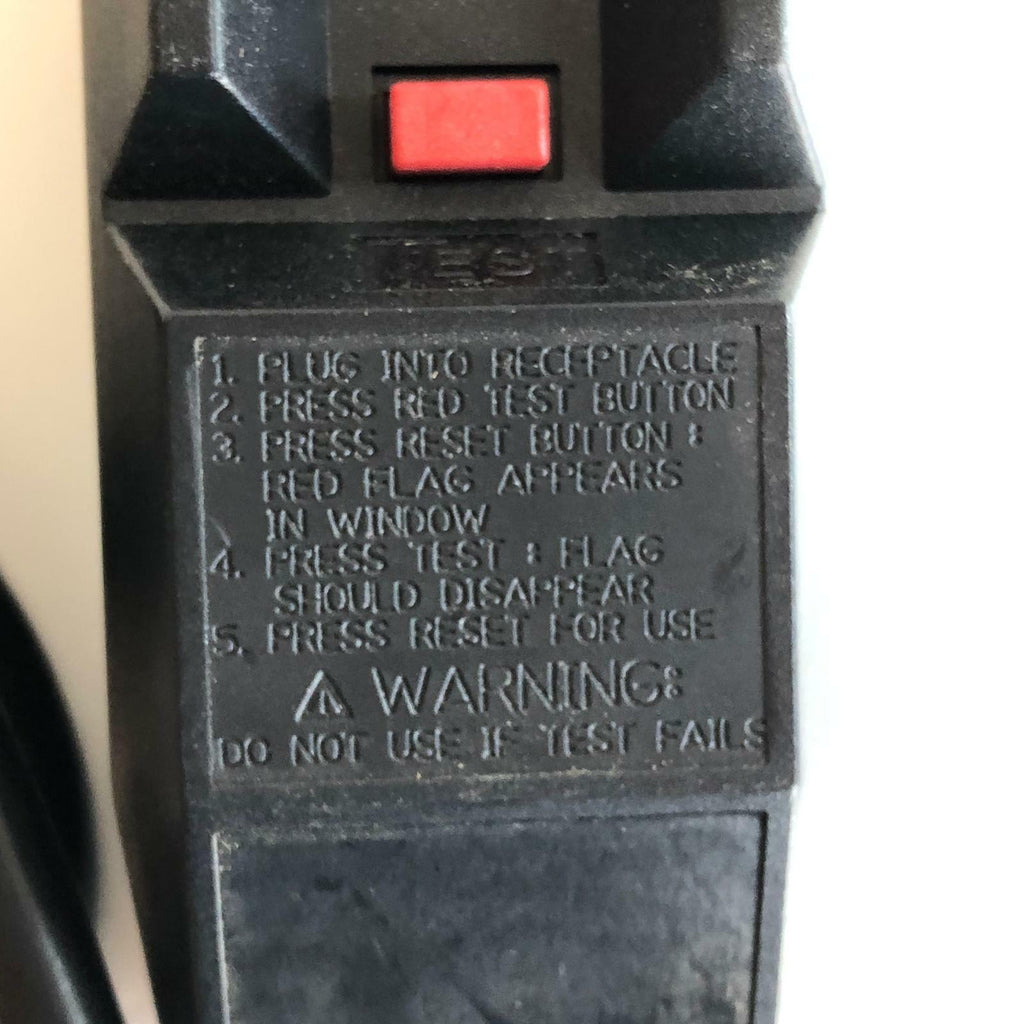 TEST
1. PLUG INTO RECEPTACLE
2. PRESS RED TEST BUTTON
3. PRESS RESET BUTTON :
RED FLAG APPEARS
IN WINDOW
4. PRESS TEST : FLAG
SHOULD DISAPPEAR
5. PRESS RESET FOR USE
WARNING:
DO NOT USE IF TEST FAILS